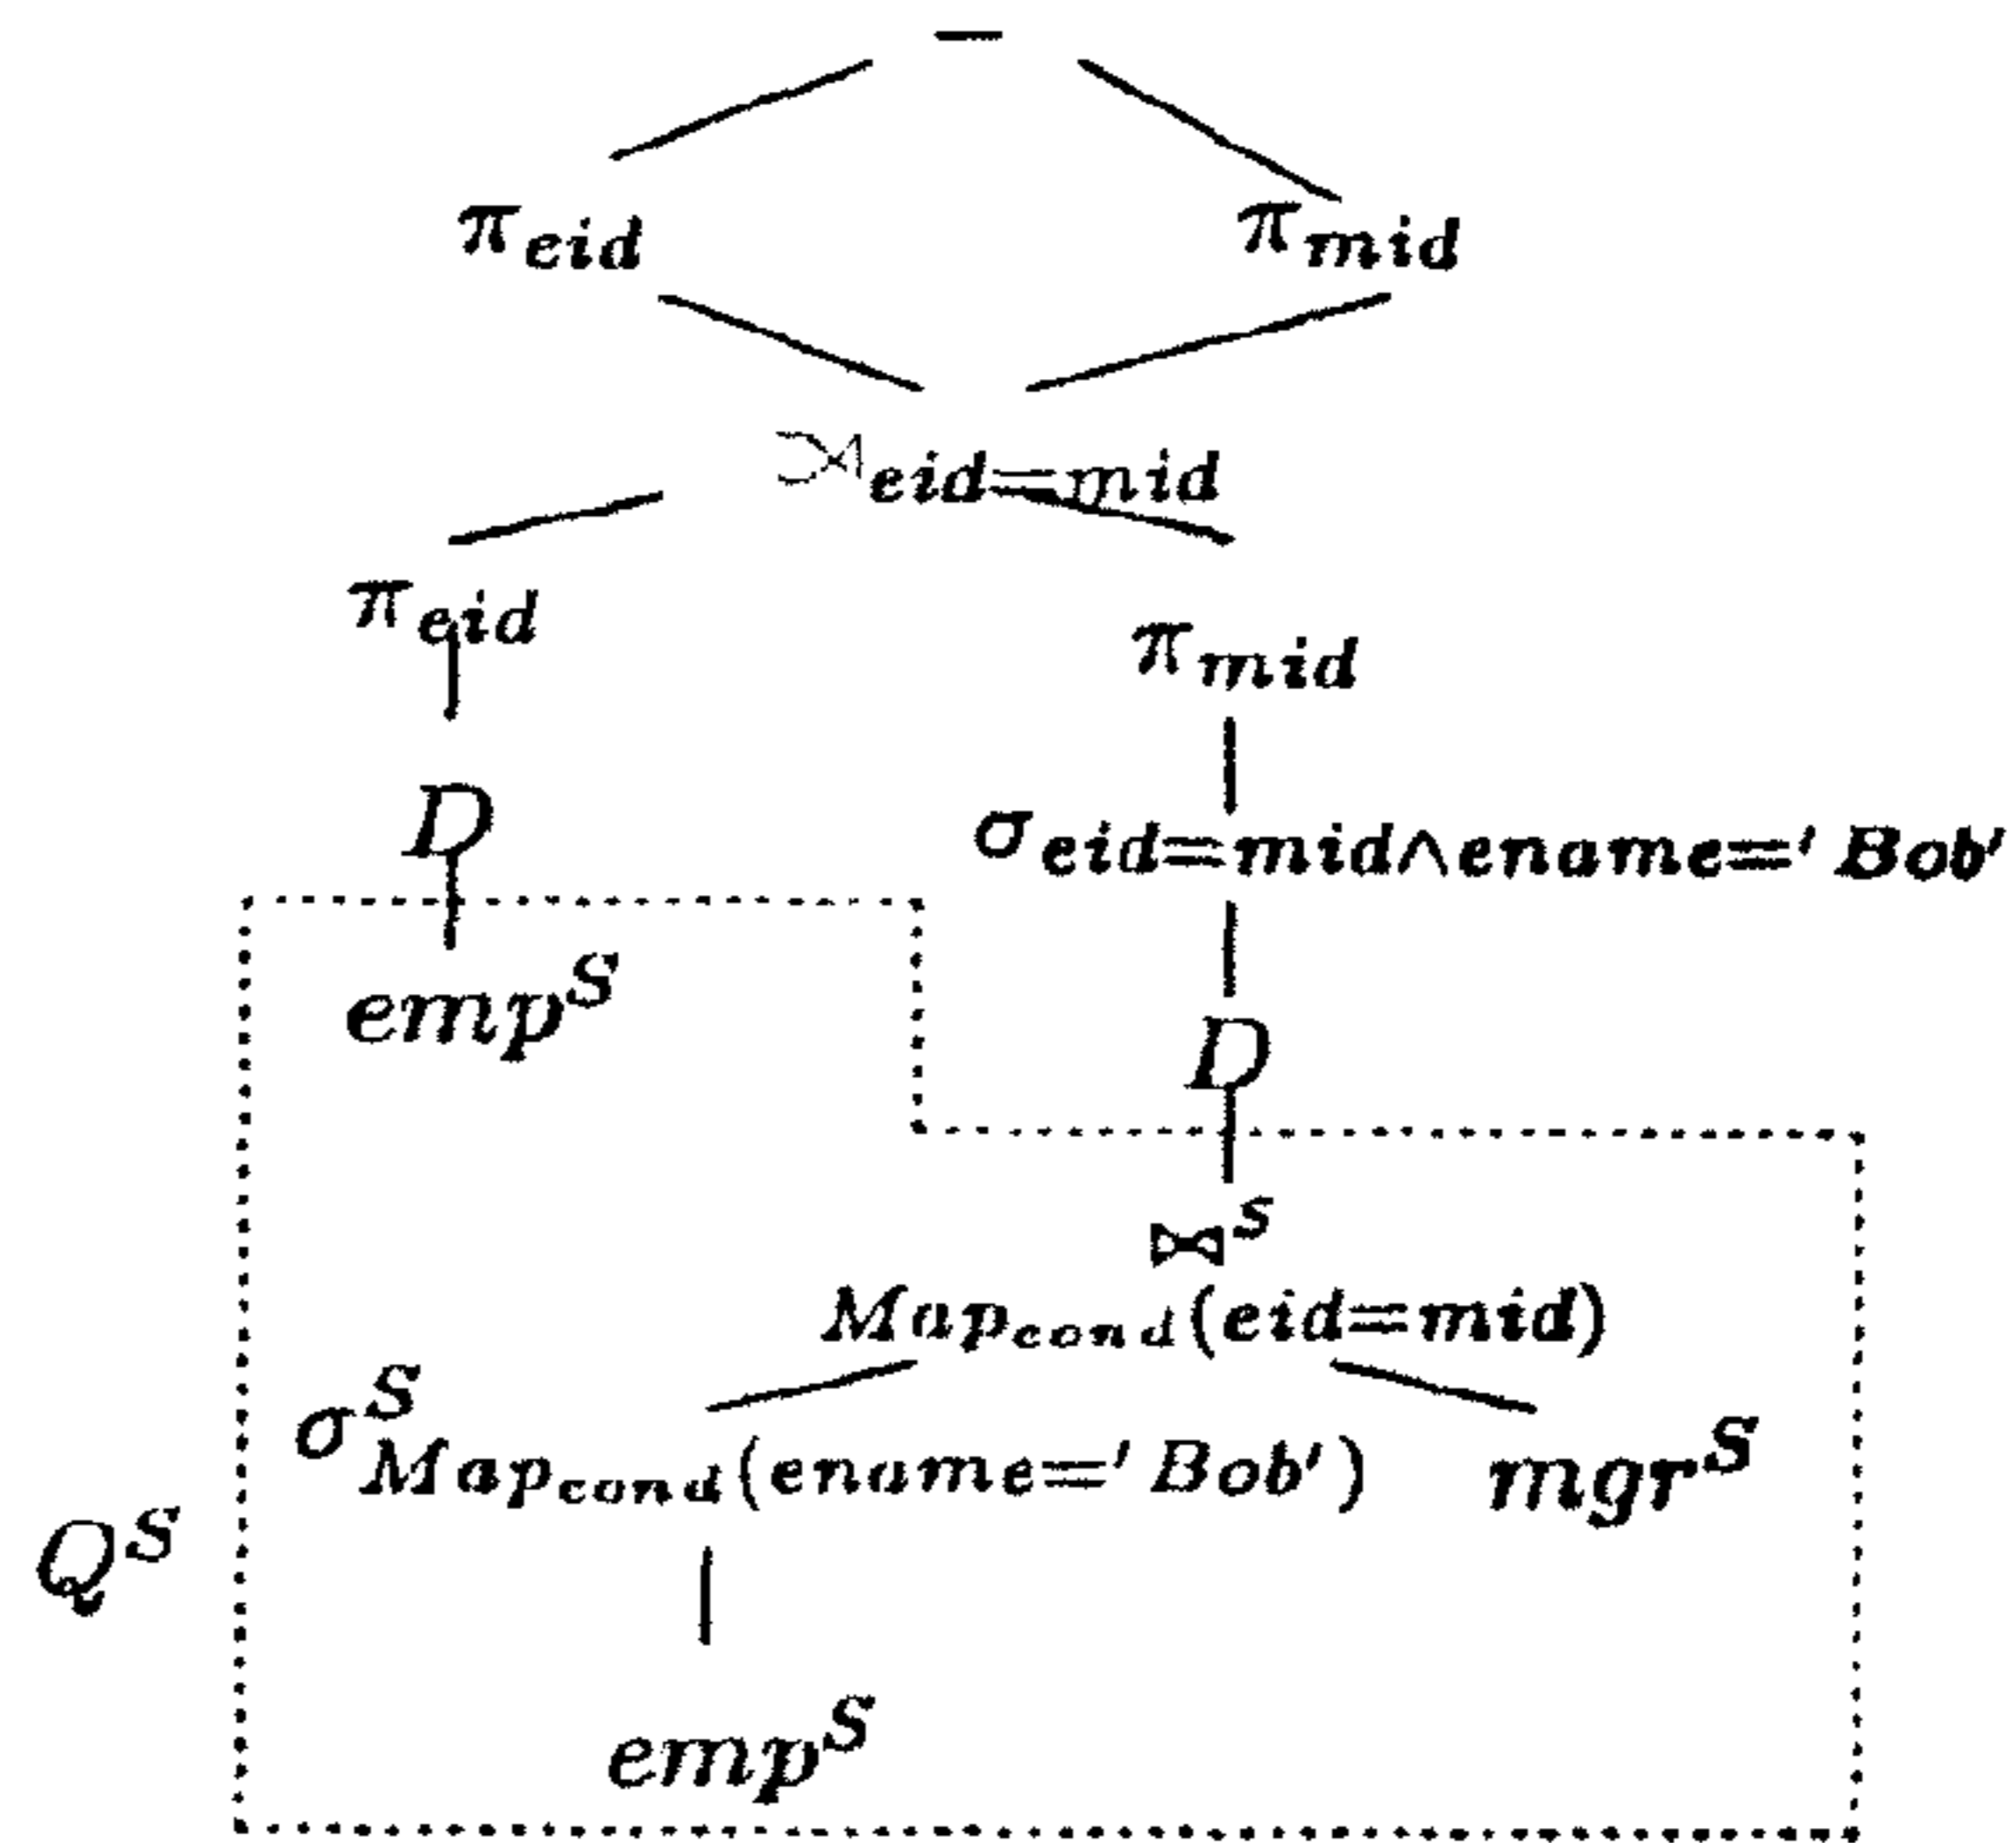 −
π_eid π_mid
⟕_eid=mid
π_eid
π_mid
D
σ_eid=mid∧ename='Bob'
emp^S
D
⋈^s
Map_cond(eid=mid)
σ^S_Map_cond(ename='Bob') mgr^S
Q^S
emp^S